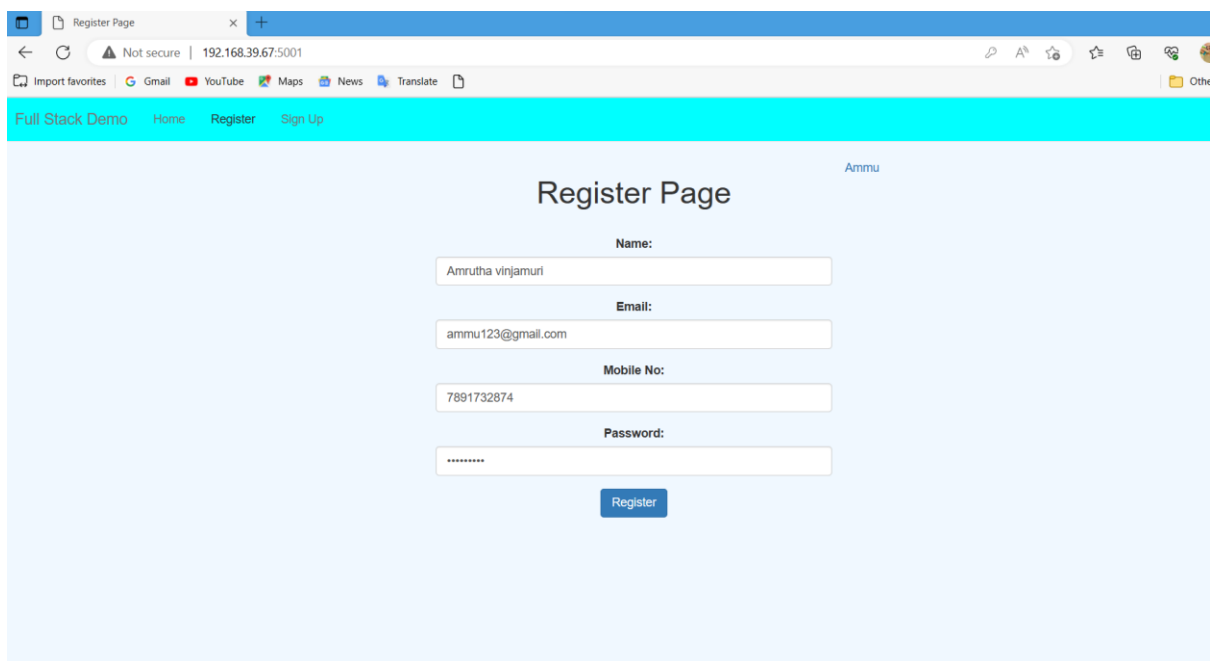 Register Page
Not secure | 192.168.39.67:5001
Import favorites Gmail YouTube Maps News Translate Othe
Full Stack Demo Home Register Sign Up
Ammu
Register Page
Name:
Amrutha vinjamuri
Email:
ammu123@gmail.com
Mobile No:
7891732874
Password:
•••••••••
Register